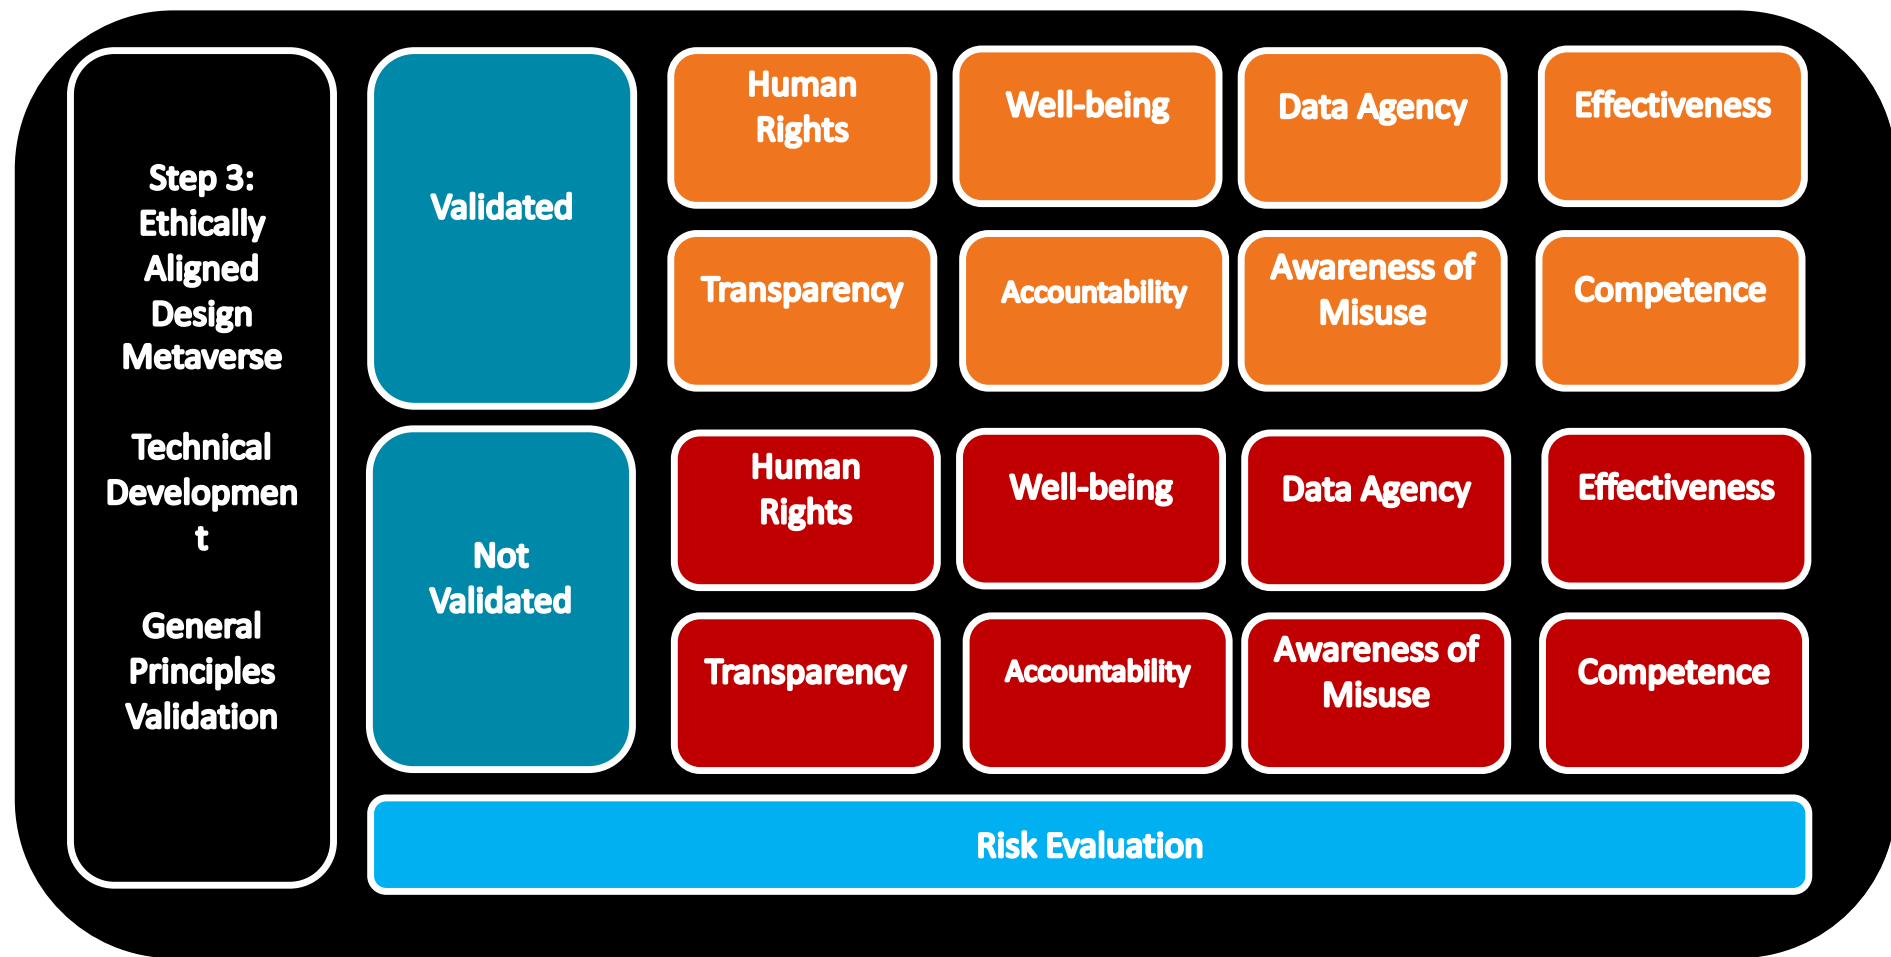 Step 3:
Ethically
Aligned
Design
Metaverse
Technical
Developmen
t
General
Principles
Validation
Validated
Human
Rights
Well-being
Data Agency
Effectiveness
Transparency
Accountability
Awareness of
Misuse
Competence
Not
Validated
Human
Rights
Well-being
Data Agency
Effectiveness
Transparency
Accountability
Awareness of
Misuse
Competence
Risk Evaluation